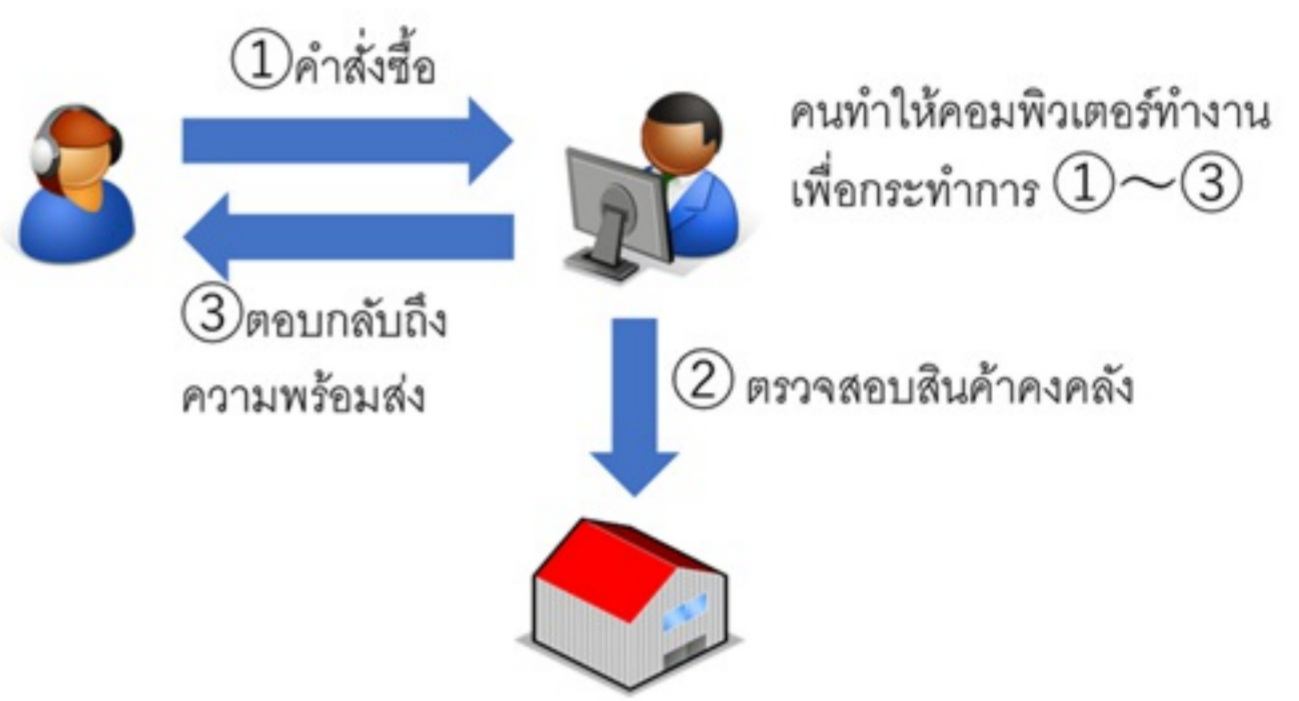 ①คำสั่งซื้อ
คนทำให้คอมพิวเตอร์ทำงาน
เพื่อกระทำการ ①～③
③ตอบกลับถึง
ความพร้อมส่ง
② ตรวจสอบสินค้าคงคลัง